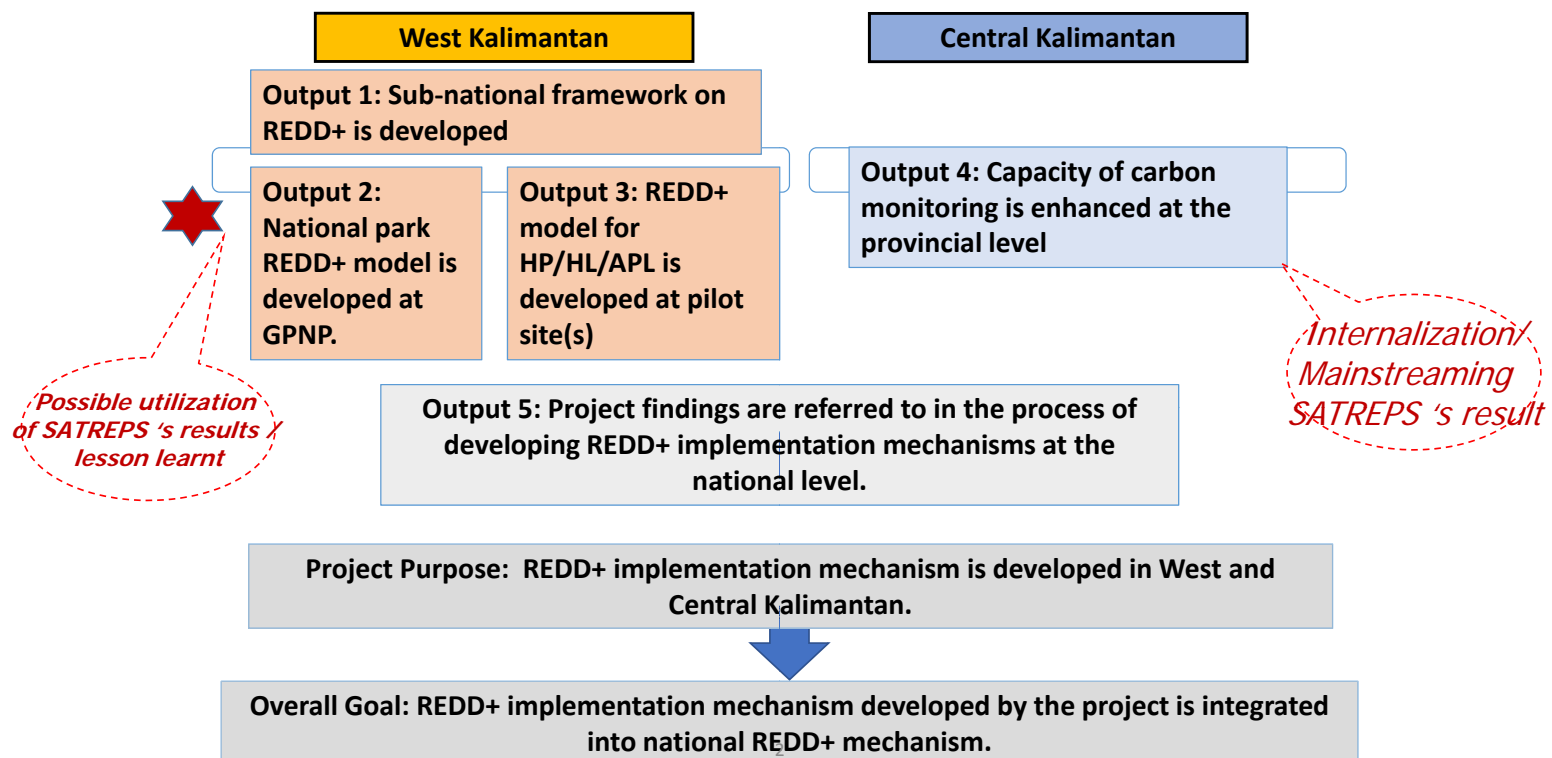 West Kalimantan
Central Kalimantan
Output 1: Sub-national framework on
REDD+ is developed
Output 2:
National park
REDD+ model is
developed at
GPNP.
Output 3: REDD+
model for
HP/HL/APL is
developed at pilot
site(s)
Output 4: Capacity of carbon
monitoring is enhanced at the
provincial level
Possible utilization
of SATREPS 's results /
lesson learnt
Internalization/
Mainstreaming
SATREPS 's result
Output 5: Project findings are referred to in the process of
developing REDD+ implementation mechanisms at the
national level.
Project Purpose: REDD+ implementation mechanism is developed in West and
Central Kalimantan.
Overall Goal: REDD+ implementation mechanism developed by the project is integrated
into national REDD+ mechanism.
2